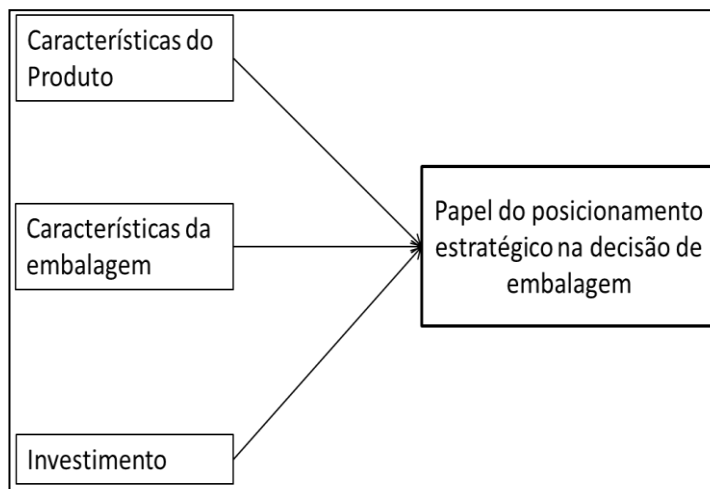 Características do
Produto
Características da
embalagem
Papel do posicionamento
estratégico na decisão de
embalagem
Investimento